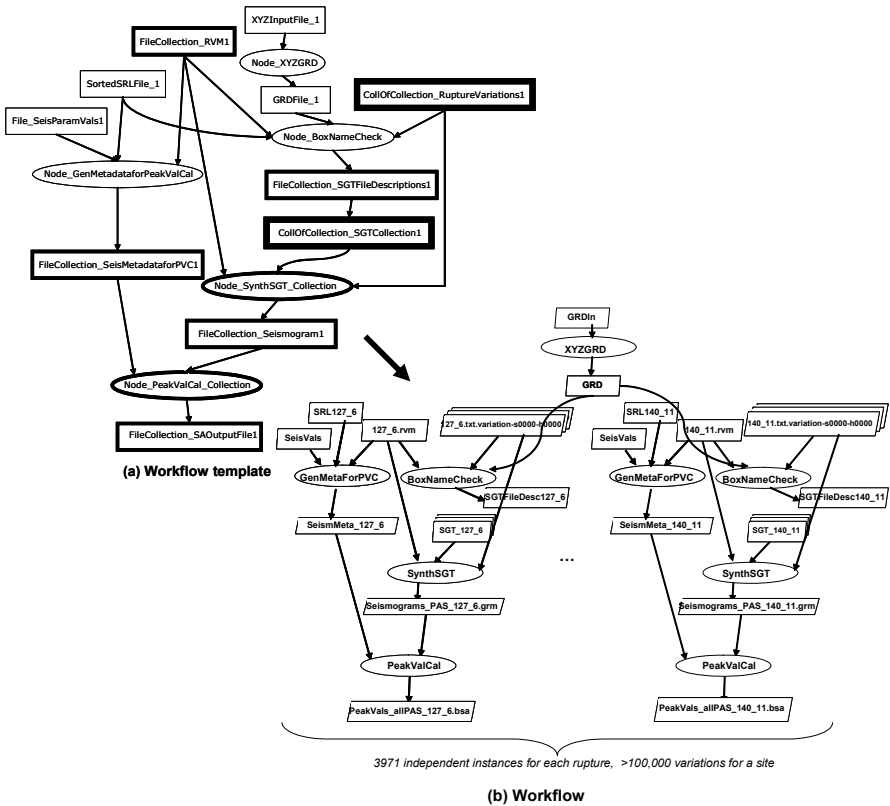 XYZInputFile_1
FileCollection_RVM1
Node_XYZGRD
SortedSRLFile_1
GRDFile_1
CollOfCollection_RuptureVariations1
File_SeisParamVals1
Node_BoxNameCheck
Node_GenMetadataforPeakValCal
FileCollection_SGTFileDescriptions1
CollOfCollection_SGTCollection1
FileCollection_SeisMetadataforPVC1
Node_SynthSGT_Collection
FileCollection_Seismogram1
Node_PeakValCal_Collection
FileCollection_SAOutputFile1
(a) Workflow template
GRDIn
XYZGRD
GRD
SRL127_6
SeisVals
127_6.rvm
127_6.txt.variation-s0000-h0000
GenMetaForPVC
BoxNameCheck
SGTFileDesc127_6
SeismMeta_127_6
SGT_127_6
SynthSGT
Seismograms_PAS_127_6.grm
PeakValCal
PeakVals_allPAS_127_6.bsa
...
SRL140_11
SeisVals
140_11.rvm
140_11.txt.variation-s0000-h0000
GenMetaForPVC
BoxNameCheck
SGTFileDesc140_11
SeismMeta_140_11
SGT_140_11
SynthSGT
Seismograms_PAS_140_11.grm
PeakValCal
PeakVals_allPAS_140_11.bsa
3971 independent instances for each rupture, >100,000 variations for a site
(b) Workflow